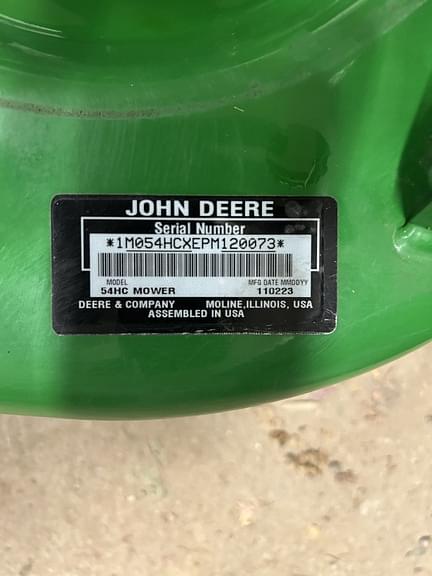 JOHN DEERE
Serial Number
*1M054HCXEPM120073*
MODEL MFG DATE MMDDYY
54HC MOWER 110223
DEERE & COMPANY MOLINE,ILLINOIS, USA
ASSEMBLED IN USA